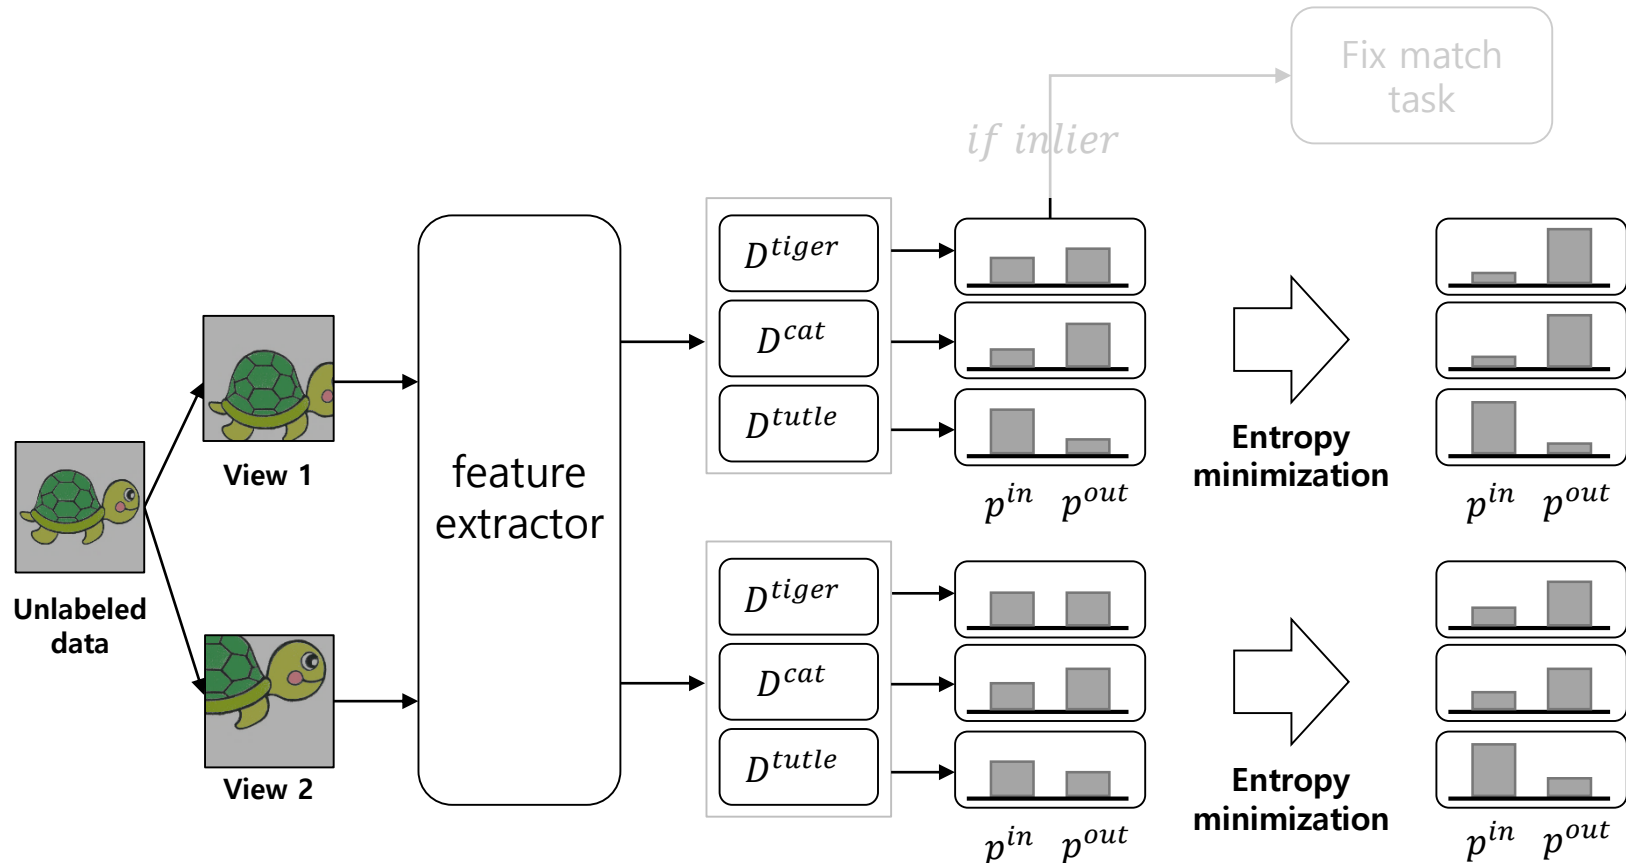 Fix match
task
if inlier
D^{tiger}
D^{cat}
D^{tutle}
View 1
feature
extractor
Entropy
minimization
p^{in} p^{out}
p^{in} p^{out}
Unlabeled
data
D^{tiger}
D^{cat}
D^{tutle}
View 2
Entropy
minimization
p^{in} p^{out}
p^{in} p^{out}